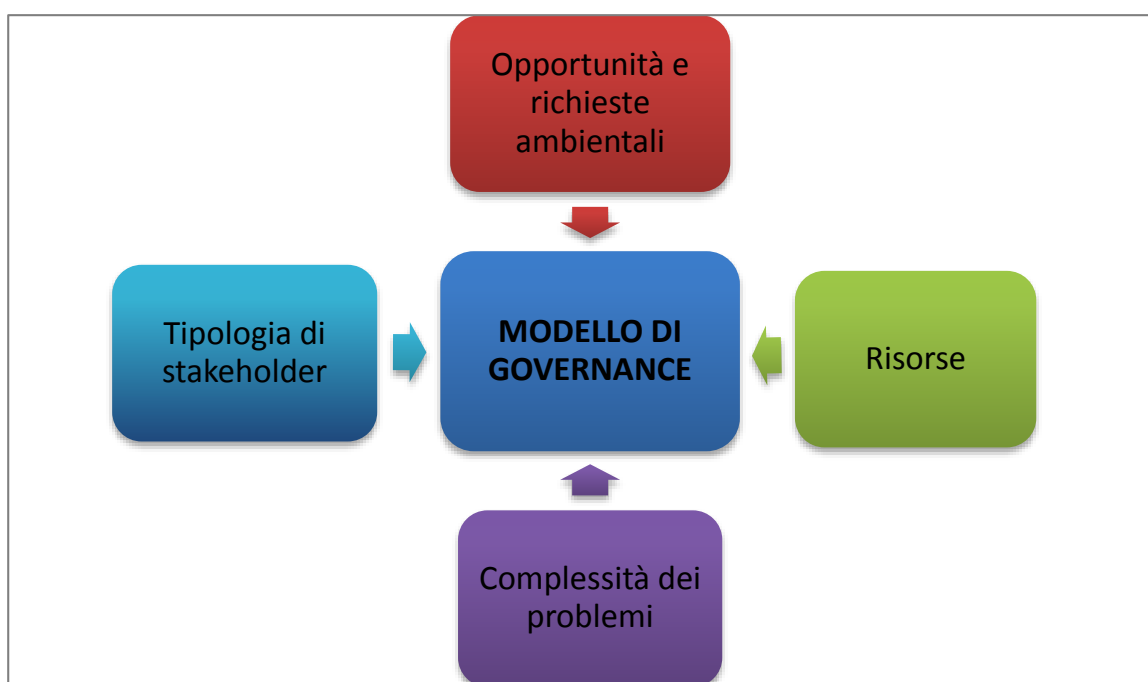 Opportunità e
richieste
ambientali
Tipologia di
stakeholder
MODELLO DI
GOVERNANCE
Risorse
Complessità dei
problemi